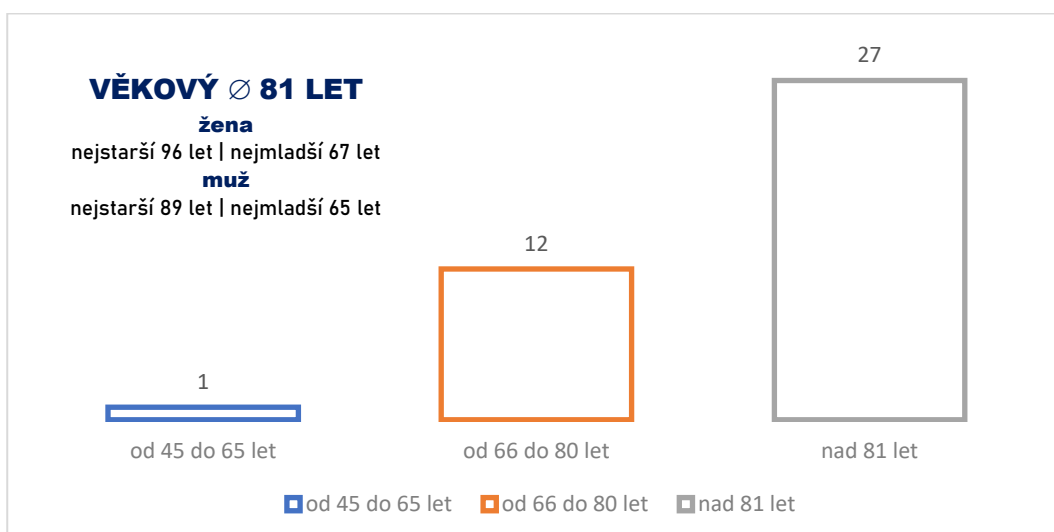 VĚKOVÝ ∅ 81 LET
žena
nejstarší 96 let | nejmladší 67 let
muž
nejstarší 89 let | nejmladší 65 let
27
12
1
od 45 do 65 let
od 66 do 80 let
nad 81 let
od 45 do 65 let
od 66 do 80 let
nad 81 let